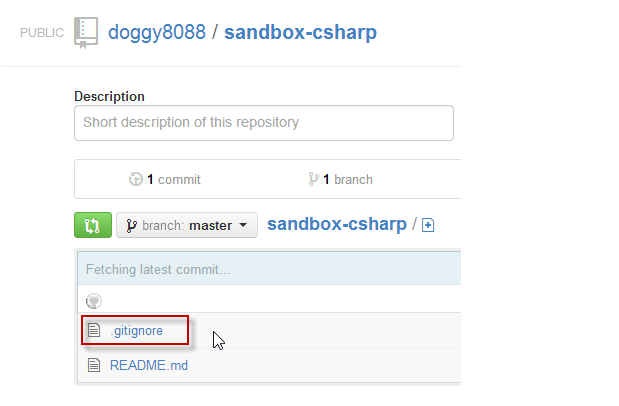 PUBLIC doggy8088 / sandbox-csharp
Description
Short description of this repository
1 commit 1 branch
branch: master sandbox-csharp /
Fetching latest commit...
.gitignore
README.md